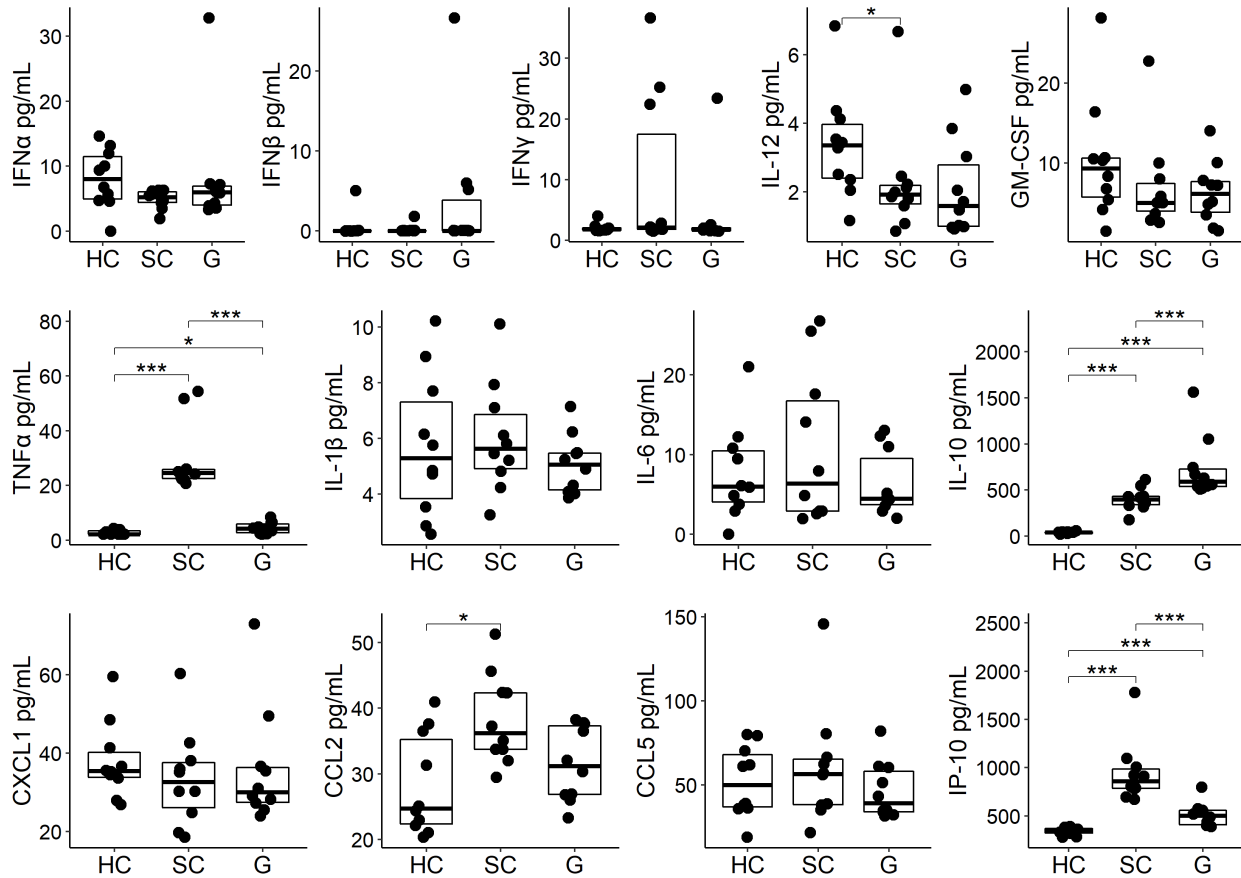 IFNα pg/mL
30
20
10
0
HC SC G
IFNβ pg/mL
20
10
0
HC SC G
IFNγ pg/mL
30
20
10
0
HC SC G
IL-12 pg/mL
6
4
2
*
HC SC G
GM-CSF pg/mL
20
10
HC SC G
TNFα pg/mL
80
60
40
20
0
***
*
***
HC SC G
IL-1β pg/mL
10
8
6
4
HC SC G
IL-6 pg/mL
20
10
0
HC SC G
IL-10 pg/mL
2000
1500
1000
500
0
***
***
***
HC SC G
CXCL1 pg/mL
60
40
20
HC SC G
CCL2 pg/mL
50
40
30
20
*
HC SC G
CCL5 pg/mL
150
100
50
HC SC G
IP-10 pg/mL
2500
2000
1500
1000
500
***
***
***
HC SC G